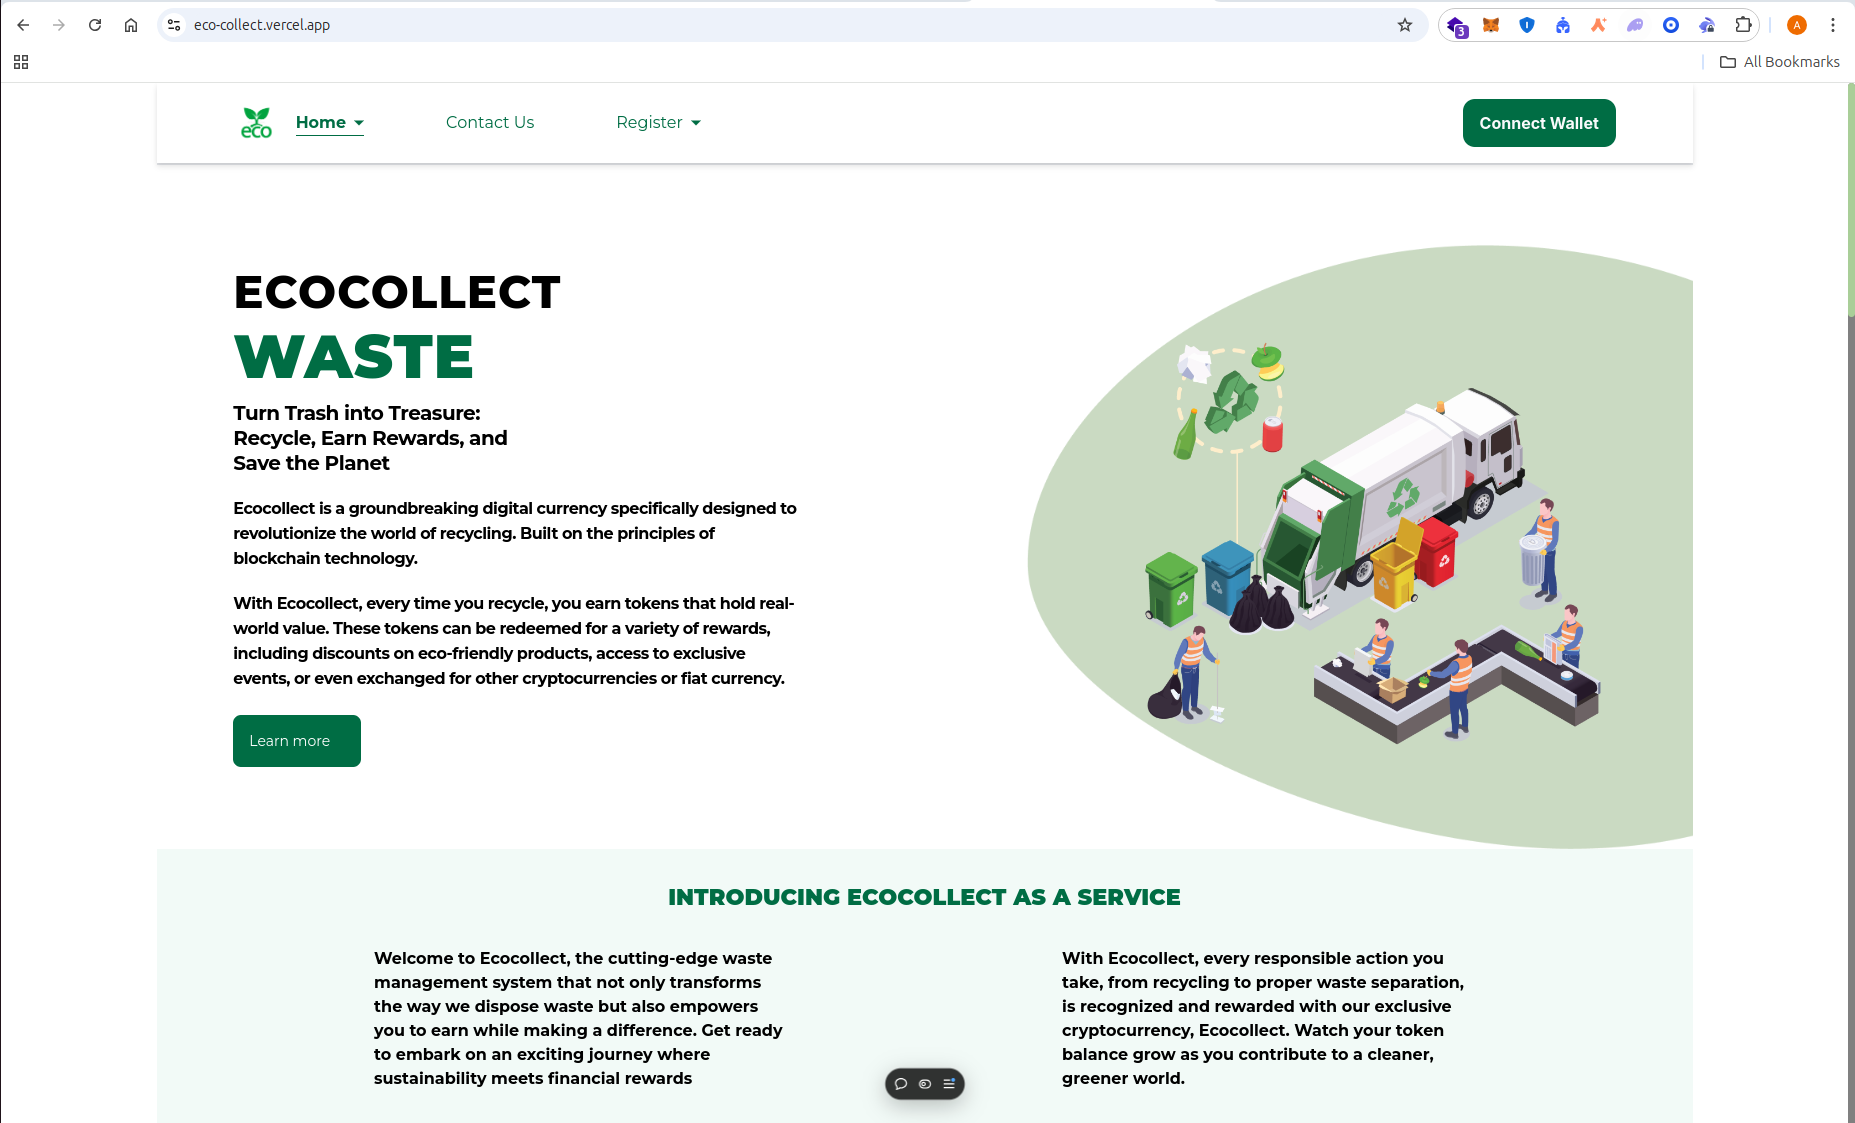 eco-collect.vercel.app
3
A
All Bookmarks
eco
Home
Contact Us
Register
Connect Wallet
ECOCOLLECT
WASTE
Turn Trash into Treasure:
Recycle, Earn Rewards, and
Save the Planet
Ecocollect is a groundbreaking digital currency specifically designed to
revolutionize the world of recycling. Built on the principles of
blockchain technology.
With Ecocollect, every time you recycle, you earn tokens that hold real-
world value. These tokens can be redeemed for a variety of rewards,
including discounts on eco-friendly products, access to exclusive
events, or even exchanged for other cryptocurrencies or fiat currency.
Learn more
INTRODUCING ECOCOLLECT AS A SERVICE
Welcome to Ecocollect, the cutting-edge waste
management system that not only transforms
the way we dispose waste but also empowers
you to earn while making a difference. Get ready
to embark on an exciting journey where
sustainability meets financial rewards
With Ecocollect, every responsible action you
take, from recycling to proper waste separation,
is recognized and rewarded with our exclusive
cryptocurrency, Ecocollect. Watch your token
balance grow as you contribute to a cleaner,
greener world.